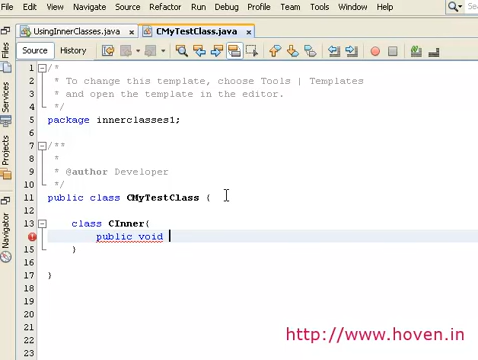 File Edit View Navigate Source Refactor Run Debug Profile Team Tools Window Help
UsingInnerClasses.java × CMyTestClass.java ×
Source History
Files
Services
Projects
Navigator
1 /*
2 * To change this template, choose Tools | Templates
3 * and open the template in the editor.
4 */
5 package innerclasses1;
6
7 /**
8 *
9 * @author Developer
10 */
11 public class CMyTestClass {
12
13 class CInner{
public void
15 }
16
17 }
18
19
20
21
22
23
http://www.hoven.in